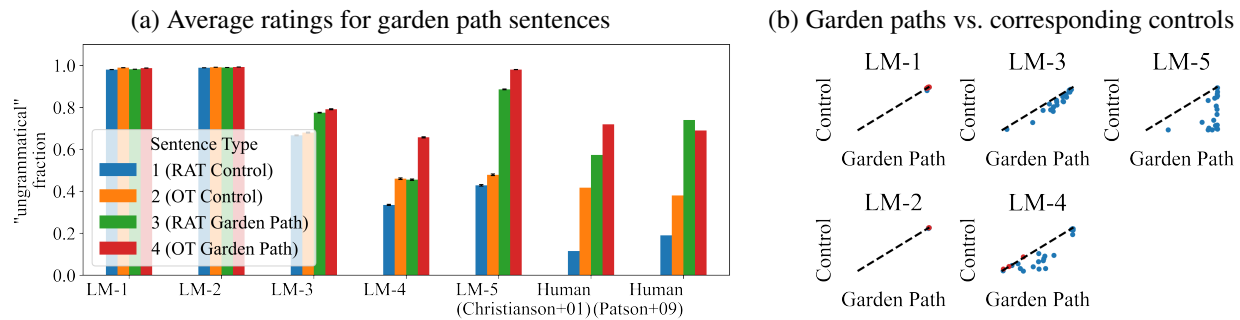 (a) Average ratings for garden path sentences
"ungrammatical"
fraction
1.0
0.8
0.6
0.4
0.2
0.0
Sentence Type
1 (RAT Control)
2 (OT Control)
3 (RAT Garden Path)
4 (OT Garden Path)
LM-1
LM-2
LM-3
LM-4
LM-5
Human
(Christianson+01)
Human
(Patson+09)
(b) Garden paths vs. corresponding controls
LM-1
Control
Garden Path
LM-3
Control
Garden Path
LM-5
Control
Garden Path
LM-2
Control
Garden Path
LM-4
Control
Garden Path